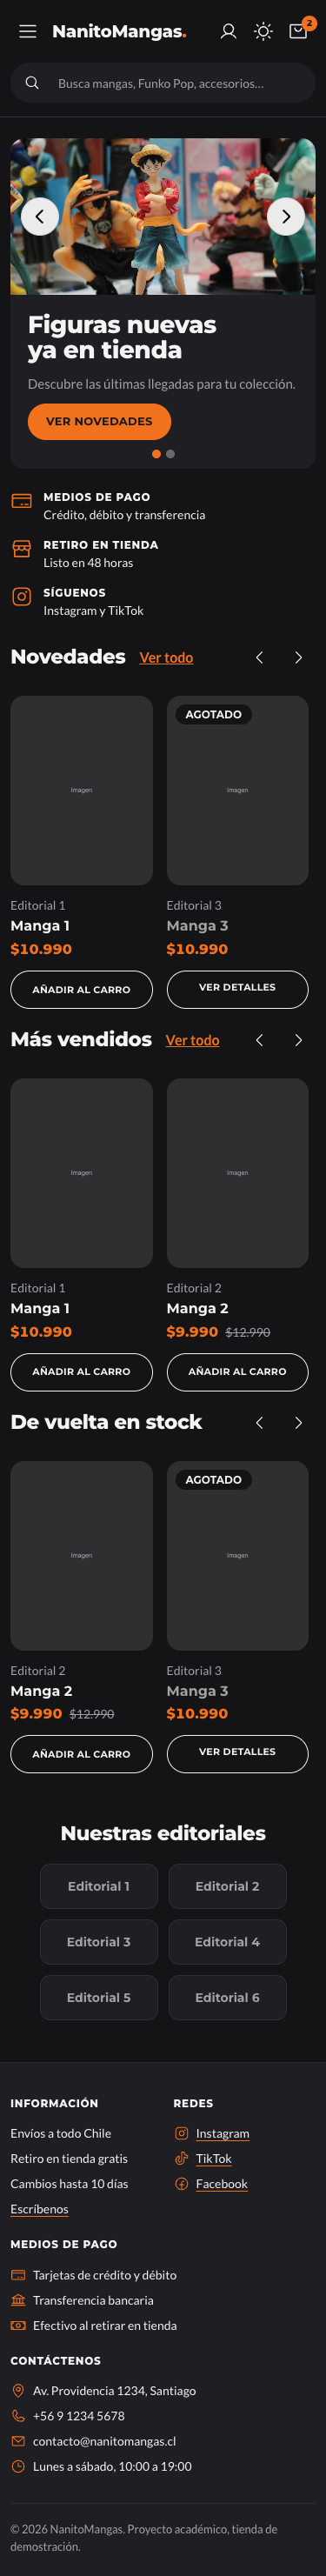 NanitoMangas.
2
Busca mangas, Funko Pop, accesorios...
Figuras nuevas
ya en tienda
Descubre las últimas llegadas para tu colección.
VER NOVEDADES
MEDIOS DE PAGO
Crédito, débito y transferencia
RETIRO EN TIENDA
Listo en 48 horas
SÍGUENOS
Instagram y TikTok
Novedades Ver todo
AGOTADO
Imagen Imagen
Editorial 1 Editorial 3
Manga 1 Manga 3
$10.990 $10.990
AÑADIR AL CARRO VER DETALLES
Más vendidos Ver todo
Imagen Imagen
Editorial 1 Editorial 2
Manga 1 Manga 2
$10.990 $9.990 $12.990
AÑADIR AL CARRO AÑADIR AL CARRO
De vuelta en stock
AGOTADO
Imagen Imagen
Editorial 2 Editorial 3
Manga 2 Manga 3
$9.990 $12.990 $10.990
AÑADIR AL CARRO VER DETALLES
Nuestras editoriales
Editorial 1 Editorial 2
Editorial 3 Editorial 4
Editorial 5 Editorial 6
INFORMACIÓN
Envíos a todo Chile
Retiro en tienda gratis
Cambios hasta 10 días
Escríbenos
REDES
Instagram
TikTok
Facebook
MEDIOS DE PAGO
Tarjetas de crédito y débito
Transferencia bancaria
Efectivo al retirar en tienda
CONTÁCTENOS
Av. Providencia 1234, Santiago
+56 9 1234 5678
contacto@nanitomangas.cl
Lunes a sábado, 10:00 a 19:00
© 2026 NanitoMangas. Proyecto académico, tienda de
demostración.